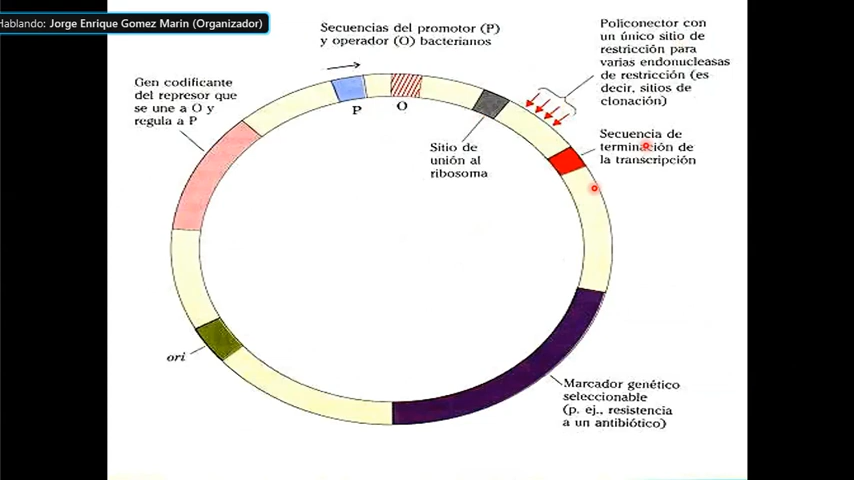 Hablando: Jorge Enrique Gomez Marin (Organizador)
Secuencias del promotor (P)
y operador (O) bacterianos
Policonector con
un único sitio de
restricción para
varias endonucleasas
de restricción (es
decir, sitios de
clonación)
Gen codificante
del represor que
se une a O y
regula a P
P
O
Sitio de
unión al
ribosoma
Secuencia de
terminación de
la transcripción
ori
Marcador genético
seleccionable
(p. ej., resistencia
a un antibiótico)